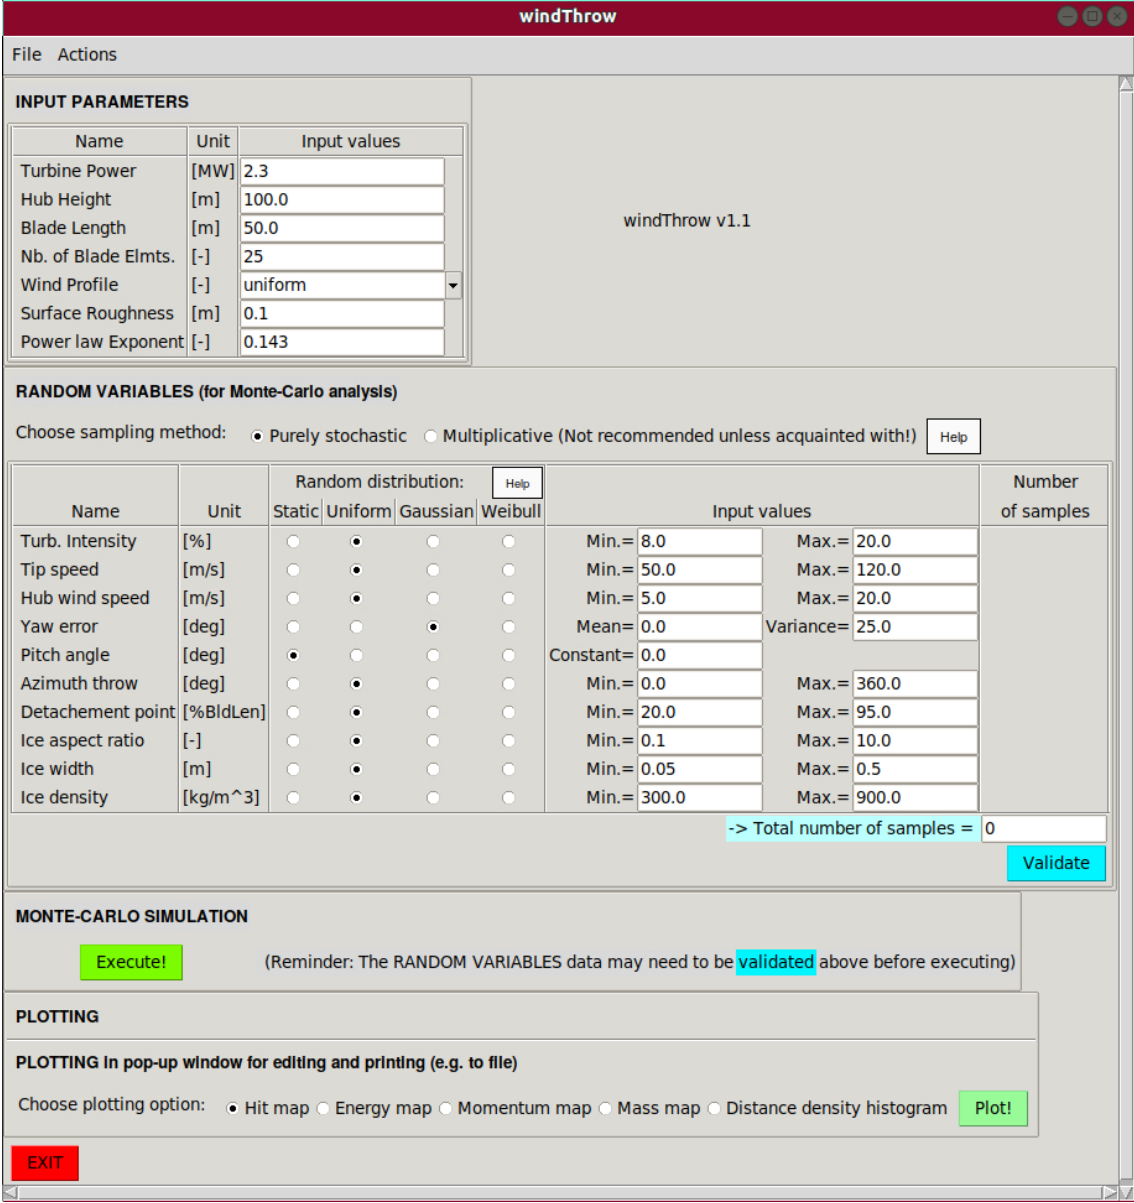 windThrow
File Actions
INPUT PARAMETERS
Name Unit Input values
Turbine Power [MW] 2.3
Hub Height [m] 100.0
Blade Length [m] 50.0
Nb. of Blade Elmts. [-] 25
Wind Profile [-] uniform
Surface Roughness [m] 0.1
Power law Exponent [-] 0.143
windThrow v1.1
RANDOM VARIABLES (for Monte-Carlo analysis)
Choose sampling method: Purely stochastic Multiplicative (Not recommended unless acquainted with!) Help
Random distribution: Help Number
Name Unit Static Uniform Gaussian Weibull Input values of samples
Turb. Intensity [%] Min.= 8.0 Max.= 20.0
Tip speed [m/s] Min.= 50.0 Max.= 120.0
Hub wind speed [m/s] Min.= 5.0 Max.= 20.0
Yaw error [deg] Mean= 0.0 Variance= 25.0
Pitch angle [deg] Constant= 0.0
Azimuth throw [deg] Min.= 0.0 Max.= 360.0
Detachement point [%BldLen] Min.= 20.0 Max.= 95.0
Ice aspect ratio [-] Min.= 0.1 Max.= 10.0
Ice width [m] Min.= 0.05 Max.= 0.5
Ice density [kg/m^3] Min.= 300.0 Max.= 900.0
-> Total number of samples = 0
Validate
MONTE-CARLO SIMULATION
Execute! (Reminder: The RANDOM VARIABLES data may need to be validated above before executing)
PLOTTING
PLOTTING in pop-up window for editing and printing (e.g. to file)
Choose plotting option: Hit map Energy map Momentum map Mass map Distance density histogram Plot!
EXIT